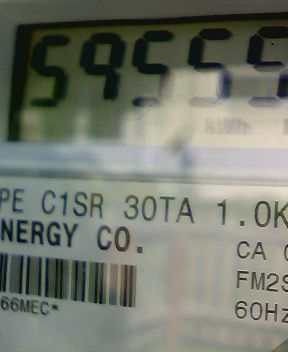 59555
kWh
PE C1SR 30TA 1.0K
NERGY CO.
CA
FM2S
66MEC*
60Hz